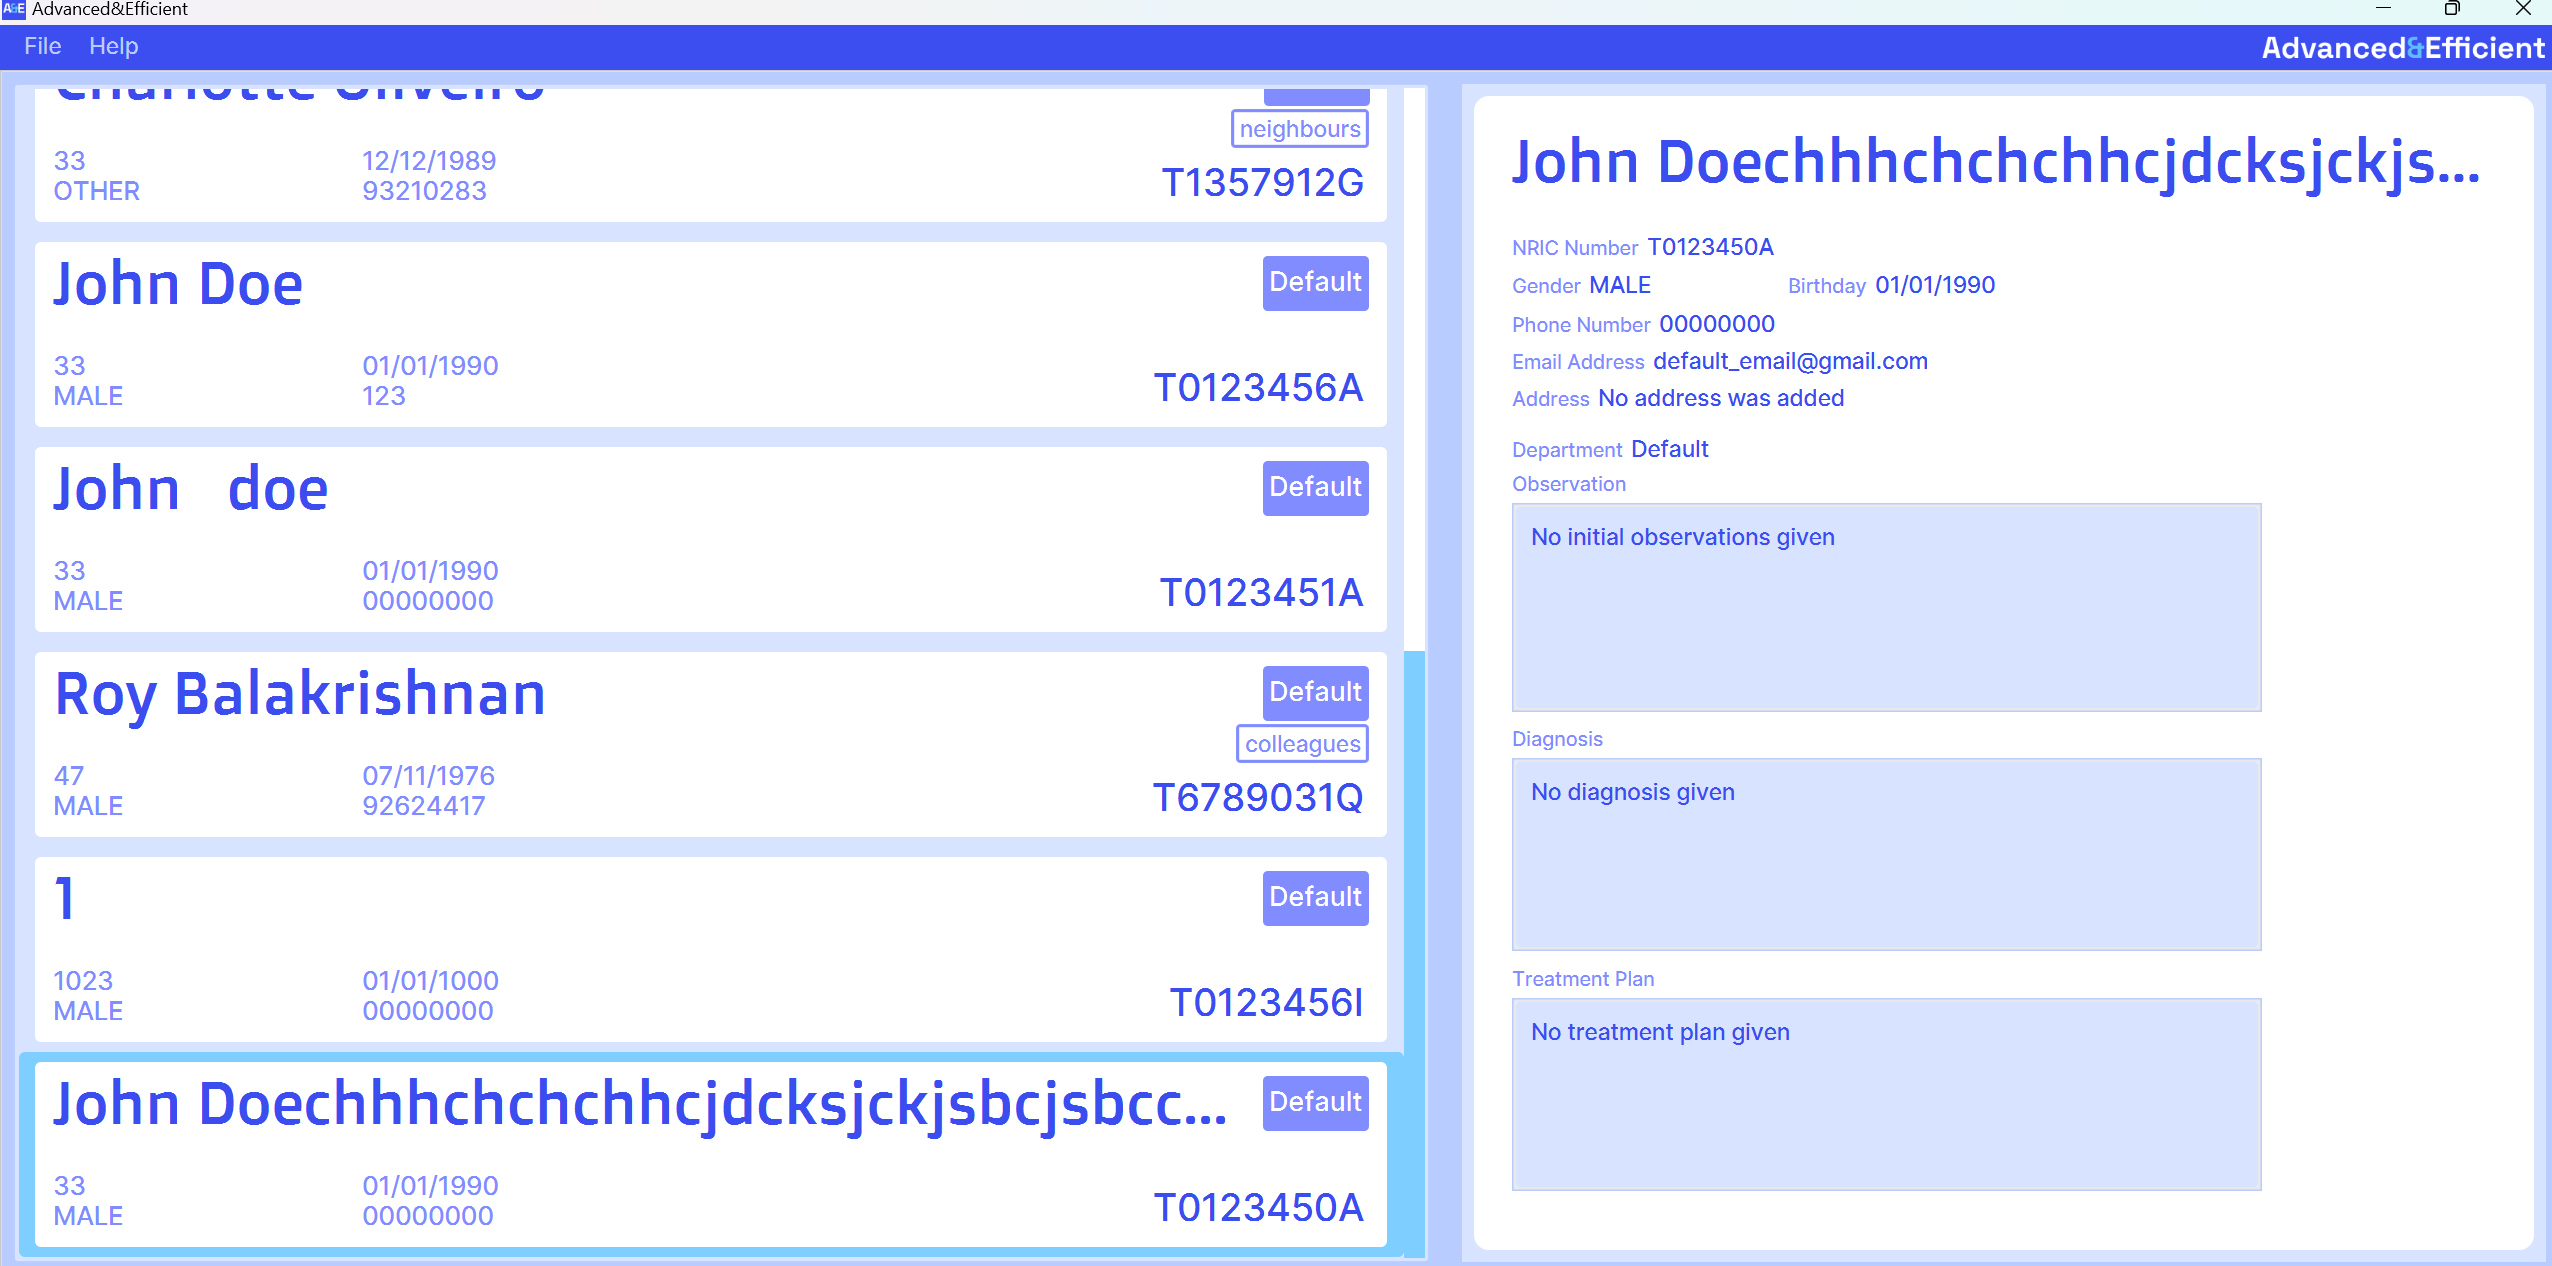 A&E Advanced&Efficient
File Help
Advanced&Efficient
Charlotte Oliveiro
neighbours
33 12/12/1989
OTHER 93210283
T1357912G
John Doe
Default
33 01/01/1990
MALE 123
T0123456A
John   doe
Default
33 01/01/1990
MALE 00000000
T0123451A
Roy Balakrishnan
Default
colleagues
47 07/11/1976
MALE 92624417
T6789031Q
1
Default
1023 01/01/1000
MALE 00000000
T0123456I
John Doechhhchchchhcjdcksjckjsbcjsbcc...
Default
33 01/01/1990
MALE 00000000
T0123450A
John Doechhhchchchhcjdcksjckjs...
NRIC Number T0123450A
Gender MALE Birthday 01/01/1990
Phone Number 00000000
Email Address default_email@gmail.com
Address No address was added
Department Default
Observation
No initial observations given
Diagnosis
No diagnosis given
Treatment Plan
No treatment plan given